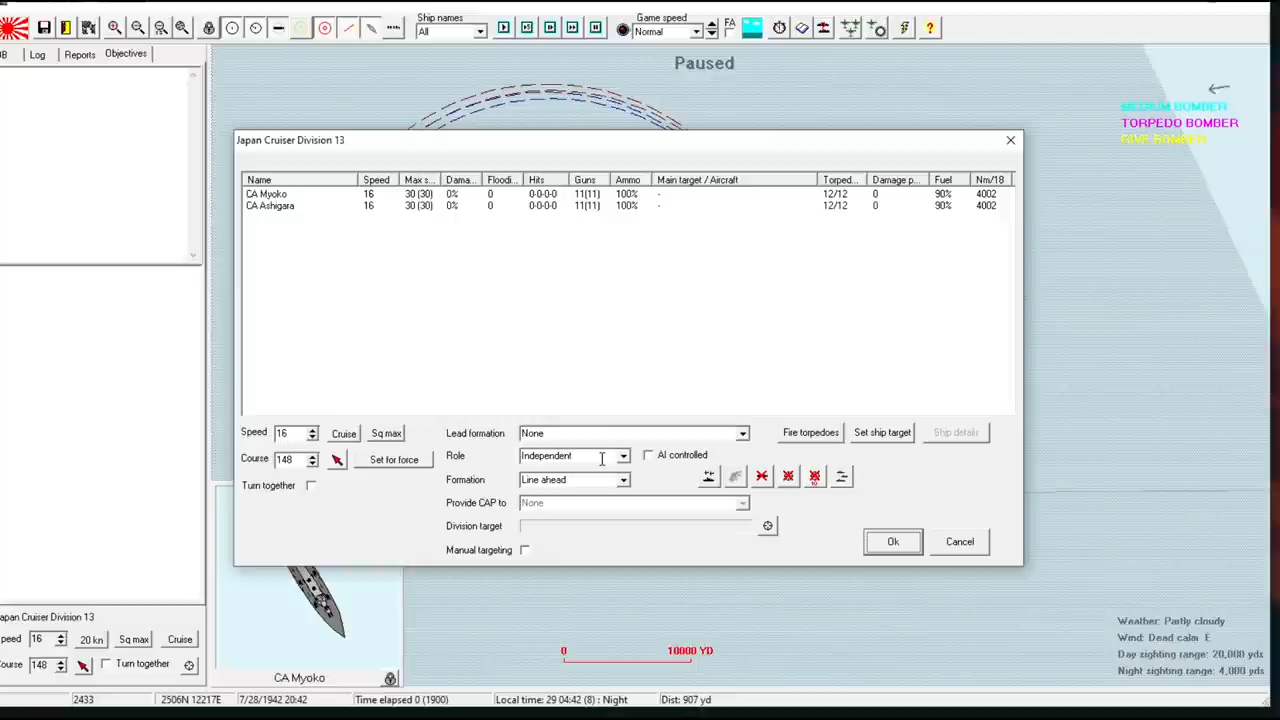 Ship names
Game speed
FA
All
Normal
DB
Log
Reports
Objectives
Paused
MEDIUM BOMBER
TORPEDO BOMBER
DIVE BOMBER
Japan Cruiser Division 13
Name Speed Max s... Dama... Floodi... Hits Guns Ammo Main target / Aircraft Torped... Damage p... Fuel Nm/18
CA Myoko 16 30 (30) 0% 0 0-0-0-0 11(11) 100% - 12/12 0 90% 4002
CA Ashigara 16 30 (30) 0% 0 0-0-0-0 11(11) 100% - 12/12 0 90% 4002
Speed 16 Cruise Sq max
Course 148 Set for force
Turn together
Lead formation None
Role Independent AI controlled
Formation Line ahead
Provide CAP to None
Division target
Manual targeting
Fire torpedoes Set ship target Ship details
Ok Cancel
apan Cruiser Division 13
peed 16 20 kn Sq max Cruise
ourse 148 Turn together
CA Myoko
0 10000 YD
Weather: Partly cloudy
Wind: Dead calm E
Day sighting range: 20,000 yds
Night sighting range: 4,000 yds
2433 2506N 12217E 7/28/1942 20:42 Time elapsed 0 (1900) Local time: 29 04:42 (8) : Night Dist: 907 yd